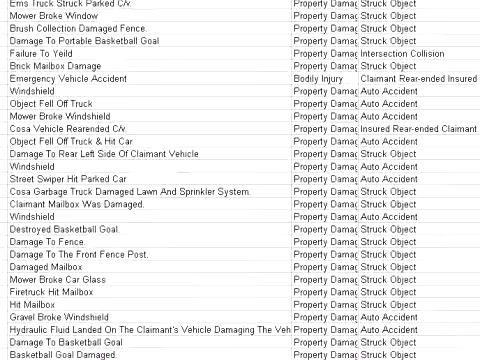 Ems Truck Struck Parked C/v. Property Damag Struck Object
Mower Broke Window Property Damag Struck Object
Brush Collection Damaged Fence. Property Damag Struck Object
Damage To Portable Basketball Goal Property Damag Struck Object
Failure To Yeild Property Damag Intersection Collision
Brick Mailbox Damage Property Damag Struck Object
Emergency Vehicle Accident Bodily Injury Claimant Rear-ended Insured
Windshield Property Damag Auto Accident
Object Fell Off Truck Property Damag Auto Accident
Mower Broke Windshield Property Damag Auto Accident
Cosa Vehicle Rearended C/v. Property Damag Insured Rear-ended Claimant
Object Fell Off Truck & Hit Car Property Damag Auto Accident
Damage To Rear Left Side Of Claimant Vehicle Property Damag Struck Object
Windshield Property Damag Auto Accident
Street Swiper Hit Parked Car Property Damag Auto Accident
Cosa Garbage Truck Damaged Lawn And Sprinkler System. Property Damag Struck Object
Claimant Mailbox Was Damaged. Property Damag Struck Object
Windshield Property Damag Auto Accident
Destroyed Basketball Goal. Property Damag Struck Object
Damage To Fence. Property Damag Struck Object
Damage To The Front Fence Post. Property Damag Struck Object
Damaged Mailbox Property Damag Struck Object
Mower Broke Car Glass Property Damag Struck Object
Firetruck Hit Mailbox Property Damag Struck Object
Hit Mailbox Property Damag Struck Object
Gravel Broke Windshield Property Damag Auto Accident
Hydraulic Fluid Landed On The Claimant's Vehicle Damaging The Veh Property Damag Auto Accident
Damage To Basketball Goal Property Damag Struck Object
Basketball Goal Damaged. Property Damag Struck Object